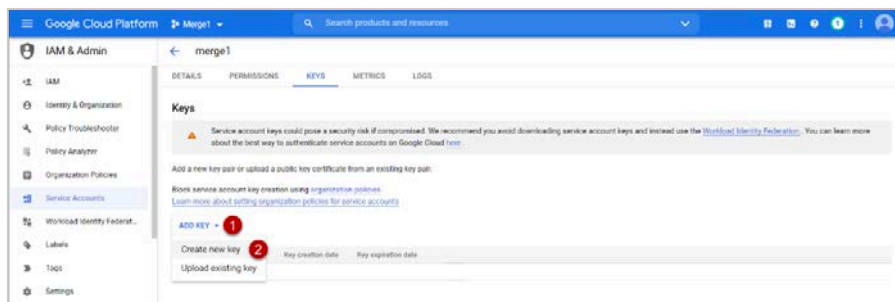 Google Cloud Platform
Merge1
Search products and resources
1
IAM & Admin
merge1
IAM
Identity & Organization
Policy Troubleshooter
Policy Analyzer
Organization Policies
Service Accounts
Workload Identity Federat...
Labels
Tags
Settings
DETAILS PERMISSIONS KEYS METRICS LOGS
Keys
Service account keys could pose a security risk if compromised. We recommend you avoid downloading service account keys and instead use the Workload Identity Federation . You can learn more
about the best way to authenticate service accounts on Google Cloud here .
Add a new key pair or upload a public key certificate from an existing key pair.
Block service account key creation using organization policies.
Learn more about setting organization policies for service accounts
ADD KEY 1
Create new key 2
Upload existing key
Key creation date Key expiration date